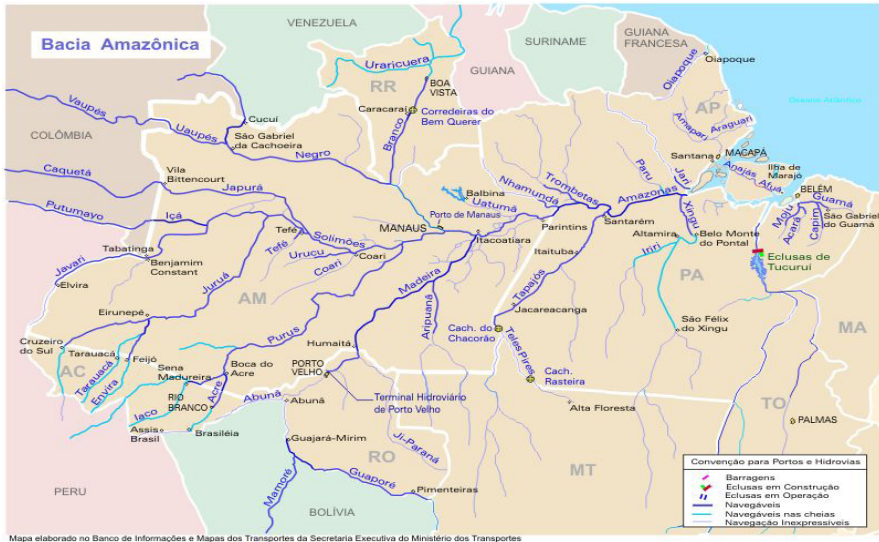 Bacia Amazônica
VENEZUELA
GUIANA
SURINAME
GUIANA
FRANCESA
COLÔMBIA
PERU
BOLÍVIA
Oceano Atlântico
RR
AP
AM
PA
MA
AC
RO
MT
TO
Uraricuera
BOA
VISTA
Caracaraí
Corredeiras do
Bem Querer
Branco
Oiapoque
Oiapoque
Amapari
Araguari
Santana
MACAPÁ
Ilha de
Marajó
Anajás
Afuá
BELÉM
Guamá
São Gabriel
do Guamá
Moju
Acará
Capim
Vaupés
Uaupés
Cucuí
São Gabriel
da Cachoeira
Negro
Caquetá
Vila
Bittencourt
Japurá
Putumayo
Içá
Balbina
Uatumã
Nhamundá
Trombetas
Paru
Jari
Amazonas
Xingu
Porto de Manaus
MANAUS
Itacoatiara
Parintins
Santarém
Altamira
Belo Monte
do Pontal
Eclusas de
Tucuruí
Tefé
Solimões
Tefé
Urucu
Coari
Coari
Tabatinga
Benjamim
Constant
Javari
Elvira
Itaituba
Iriri
Madeira
Tapajós
Juruá
Aripuanã
Jacareacanga
Cach. do
Chacorão
São Félix
do Xingu
Eirunepé
Purus
Humaitá
Cruzeiro
do Sul
Tarauacá
Feijó
Tarauacá
Envira
Sena
Madureira
Boca do
Acre
PORTO
VELHO
Teles Pires
Cach.
Rasteira
Iaco
RIO
BRANCO
Acre
Abunã
Abunã
Terminal Hidroviário
de Porto Velho
Alta Floresta
PALMAS
Assis
Brasil
Brasiléia
Guajará-Mirim
Ji-Paraná
Mamoré
Guaporé
Pimenteiras
Convenção para Portos e Hidrovias
Barragens
Eclusas em Construção
Eclusas em Operação
Navegáveis
Navegáveis nas cheias
Navegação Inexpressíveis
Mapa elaborado no Banco de Informações e Mapas dos Transportes da Secretaria Executiva do Ministério dos Transportes